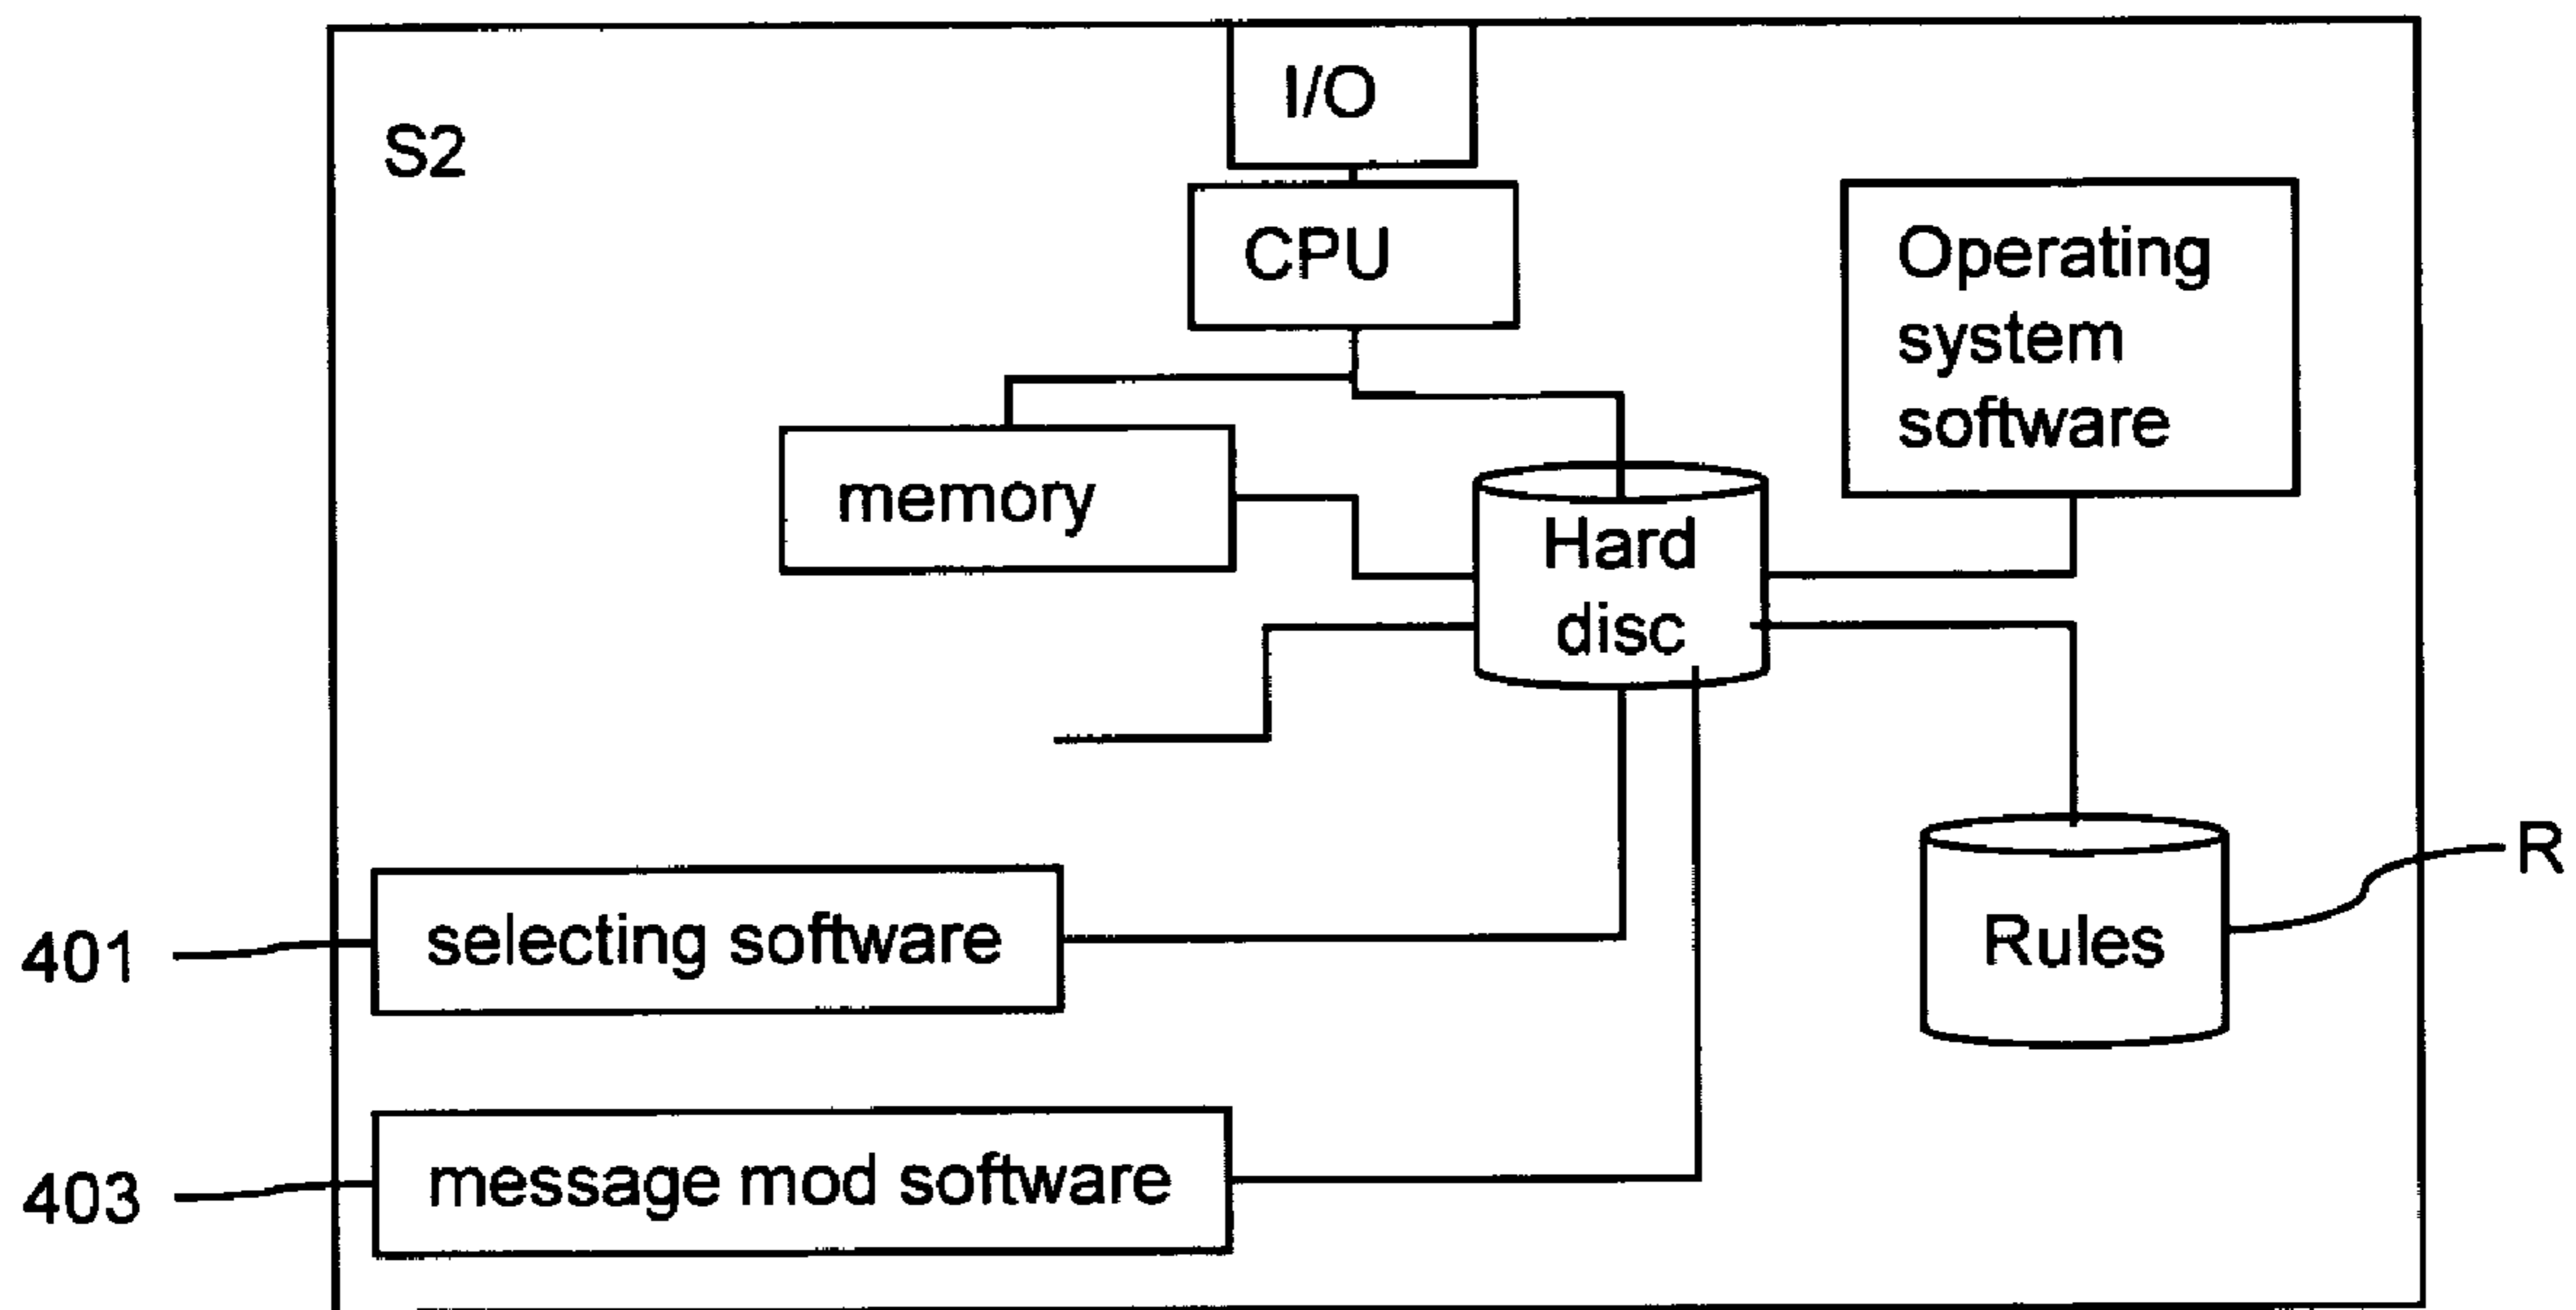 I/O
S2
CPU
Operating
system
software
memory
Hard
disc
R
selecting software
401
Rules
message mod software
403